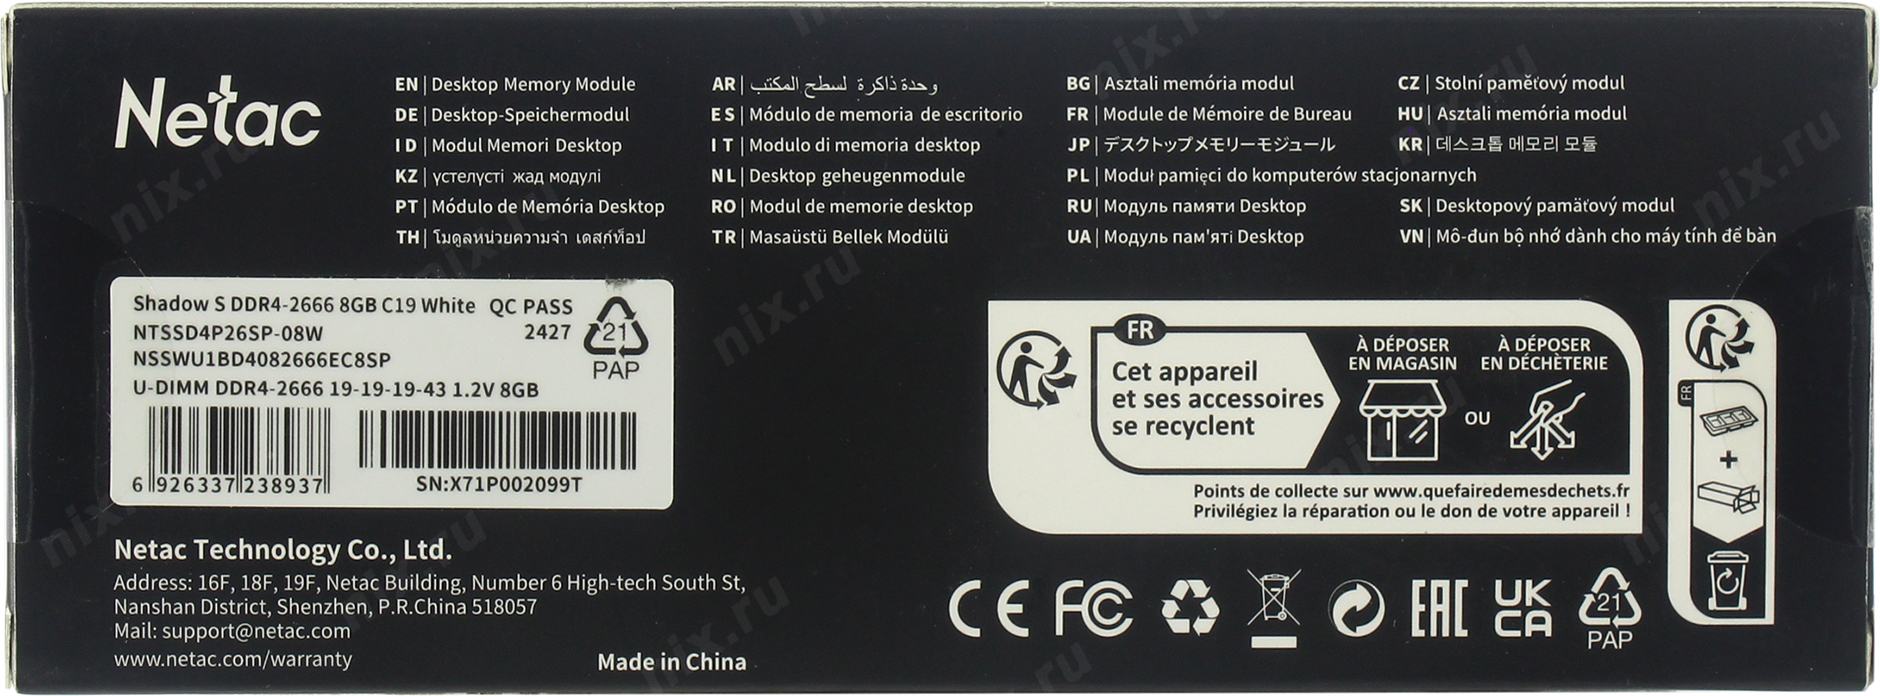 Netac
EN | Desktop Memory Module
DE | Desktop-Speichermodul
ID | Modul Memori Desktop
KZ | үстелүсті жад модулі
PT | Módulo de Memória Desktop
TH | โมดูลหน่วยความจำ เดสก์ท็อป
AR | وحدة ذاكرة لسطح المكتب
ES | Módulo de memoria de escritorio
IT | Modulo di memoria desktop
NL | Desktop geheugenmodule
RO | Modul de memorie desktop
TR | Masaüstü Bellek Modülü
BG | Asztali memória modul
FR | Module de Mémoire de Bureau
JP | デスクトップメモリーモジュール
PL | Moduł pamięci do komputerów stacjonarnych
RU | Модуль памяти Desktop
UA | Модуль пам'яті Desktop
CZ | Stolní paměťový modul
HU | Asztali memória modul
KR | 데스크톱 메모리 모듈
SK | Desktopový pamäťový modul
VN | Mô-đun bộ nhớ dành cho máy tính để bàn
Shadow S DDR4-2666 8GB C19 White QC PASS
NTSSD4P26SP-08W 2427
NSSWU1BD4082666EC8SP
U-DIMM DDR4-2666 19-19-19-43 1.2V 8GB
21
PAP
6 926337 238937
SN:X71P002099T
Netac Technology Co., Ltd.
Address: 16F, 18F, 19F, Netac Building, Number 6 High-tech South St,
Nanshan District, Shenzhen, P.R.China 518057
Mail: support@netac.com
www.netac.com/warranty
Made in China
FR
Cet appareil
et ses accessoires
se recyclent
À DÉPOSER
EN MAGASIN
OU
À DÉPOSER
EN DÉCHÈTERIE
Points de collecte sur www.quefairedemesdechets.fr
Privilégiez la réparation ou le don de votre appareil !
FR
+
CE FC EAC UK
CA
21
PAP
nix.ru
nix.ru
nix.ru
nix.ru
nix.ru
nix.ru
nix.ru